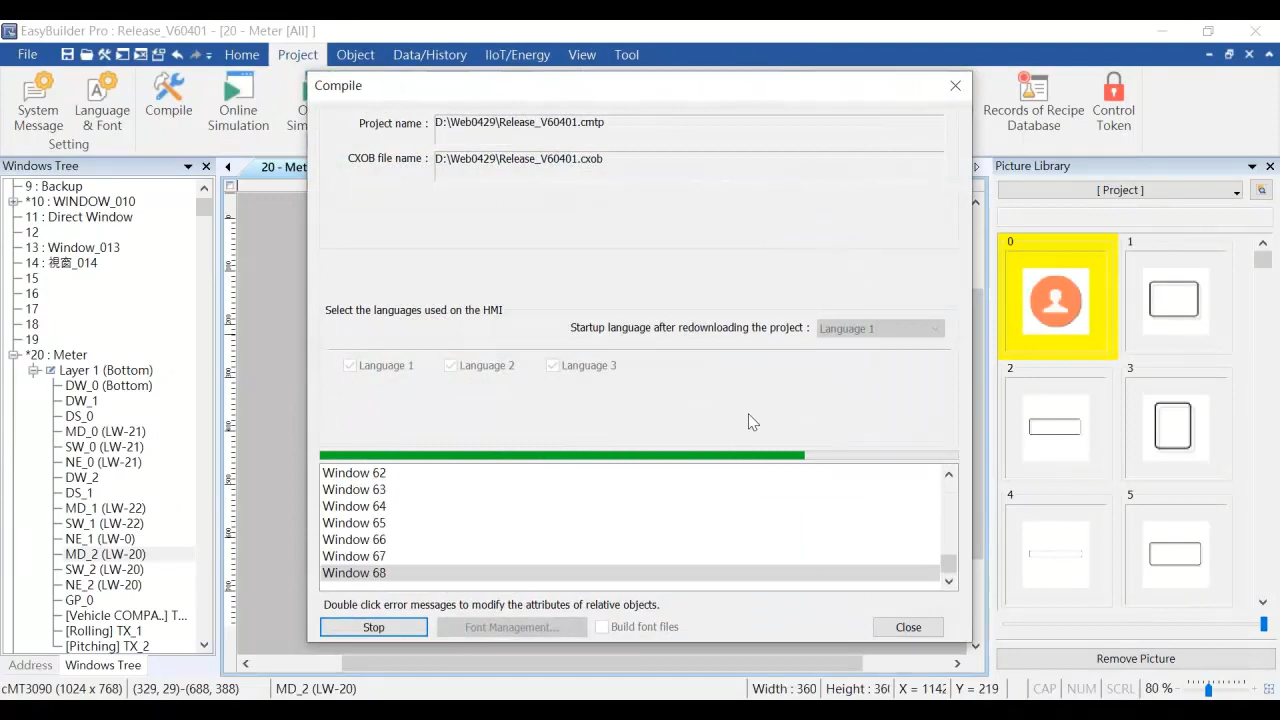 EasyBuilder Pro : Release_V60401 - [20 - Meter [All] ]
File Home Project Object Data/History IIoT/Energy View Tool
System Message
Language & Font
Compile
Online Simulation
Setting
Records of Recipe Database
Control Token
Windows Tree
9 : Backup
*10 : WINDOW_010
11 : Direct Window
12
13 : Window_013
14 : 視窗_014
15
16
17
18
19
*20 : Meter
Layer 1 (Bottom)
DW_0 (Bottom)
DW_1
DS_0
MD_0 (LW-21)
SW_0 (LW-21)
NE_0 (LW-21)
DW_2
DS_1
MD_1 (LW-22)
SW_1 (LW-22)
NE_1 (LW-0)
MD_2 (LW-20)
SW_2 (LW-20)
NE_2 (LW-20)
GP_0
[Vehicle COMPA..] T...
[Rolling] TX_1
[Pitching] TX_2
Address Windows Tree
20 - Met
Compile
Project name : D:\Web0429\Release_V60401.cmtp
CXOB file name : D:\Web0429\Release_V60401.cxob
Select the languages used on the HMI
Startup language after redownloading the project : Language 1
Language 1 Language 2 Language 3
Window 62
Window 63
Window 64
Window 65
Window 66
Window 67
Window 68
Double click error messages to modify the attributes of relative objects.
Stop Font Management... Build font files Close
Picture Library
[ Project ]
0 1
2 3
4 5
Remove Picture
cMT3090 (1024 x 768) (329, 29)-(688, 388) MD_2 (LW-20) Width : 360 Height : 36 X = 1142 Y = 219 CAP NUM SCRL 80 %